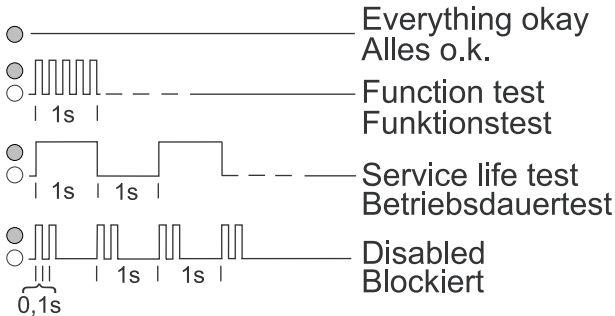 Everything okay
Alles o.k.
1s
Function test
Funktionstest
1s 1s
Service life test
Betriebsdauertest
1s 1s
0,1s
Disabled
Blockiert